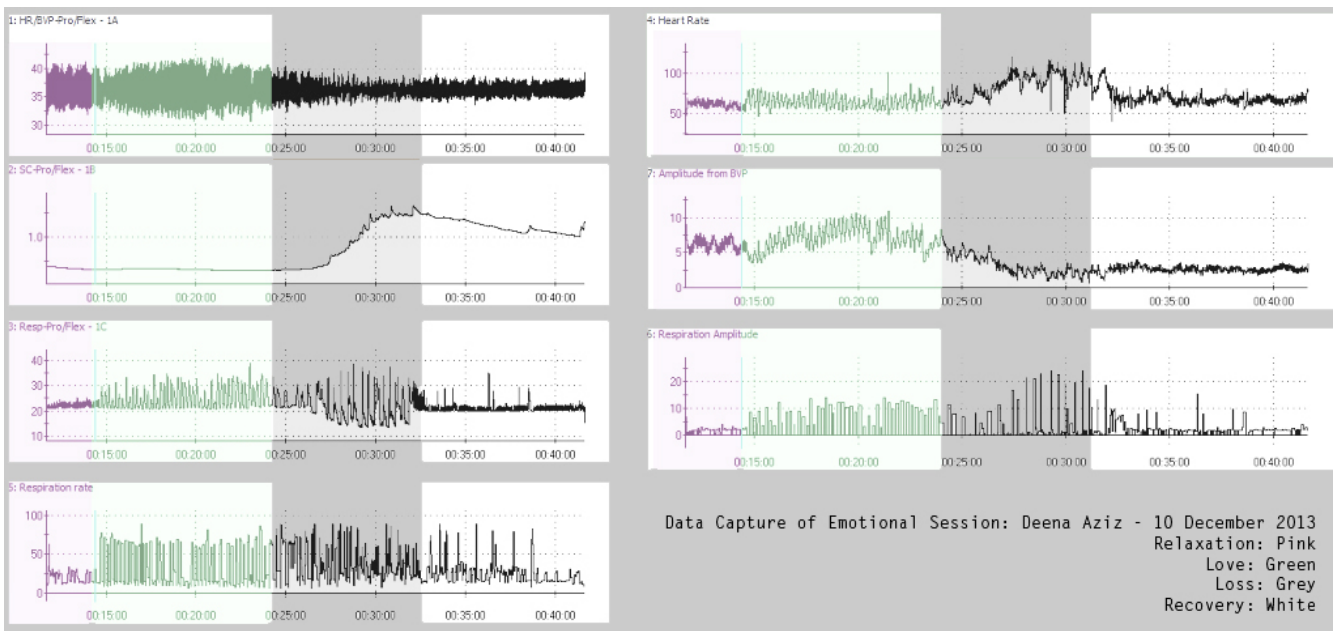 1: HR/BVP-Pro/Flex - 1A
40
35
30
00:15:00 00:20:00 00:25:00 00:30:00 00:35:00 00:40:00
2: SC-Pro/Flex - 1B
1.0
00:15:00 00:20:00 00:25:00 00:30:00 00:35:00 00:40:00
3: Resp-Pro/Flex - 1C
40
30
20
10
00:15:00 00:20:00 00:25:00 00:30:00 00:35:00 00:40:00
5: Respiration rate
100
50
0
00:15:00 00:20:00 00:25:00 00:30:00 00:35:00 00:40:00
4: Heart Rate
100
50
00:15:00 00:20:00 00:25:00 00:30:00 00:35:00 00:40:00
7: Amplitude from BVP
10
5
0
00:15:00 00:20:00 00:25:00 00:30:00 00:35:00 00:40:00
6: Respiration Amplitude
20
10
0
00:15:00 00:20:00 00:25:00 00:30:00 00:35:00 00:40:00
Data Capture of Emotional Session: Deena Aziz - 10 December 2013
Relaxation: Pink
Love: Green
Loss: Grey
Recovery: White